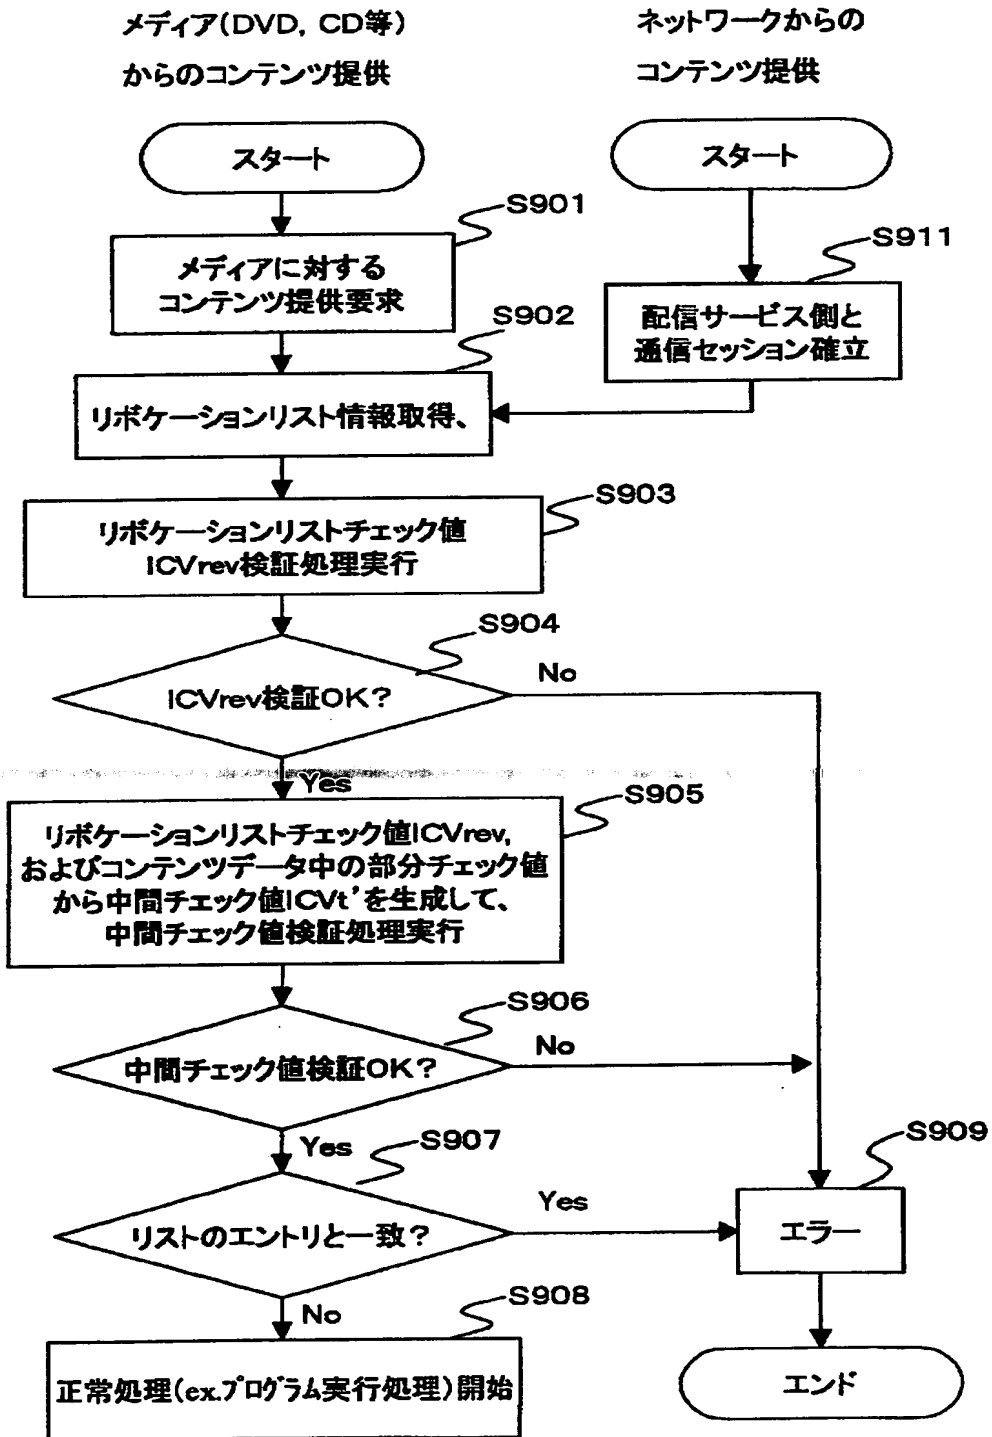 メディア(DVD, CD等)
からのコンテンツ提供
ネットワークからの
コンテンツ提供
スタート
スタート
S901
メディアに対する
コンテンツ提供要求
S911
配信サービス側と
通信セッション確立
S902
リボケーションリスト情報取得、
S903
リボケーションリストチェック値
ICVrev検証処理実行
S904
ICVrev検証OK?
No
Yes
S905
リボケーションリストチェック値ICVrev,
およびコンテンツデータ中の部分チェック値
から中間チェック値ICVt'を生成して、
中間チェック値検証処理実行
S906
中間チェック値検証OK?
No
Yes
S907
リストのエントリと一致?
Yes
S909
エラー
No
S908
正常処理(ex.プログラム実行処理)開始
エンド